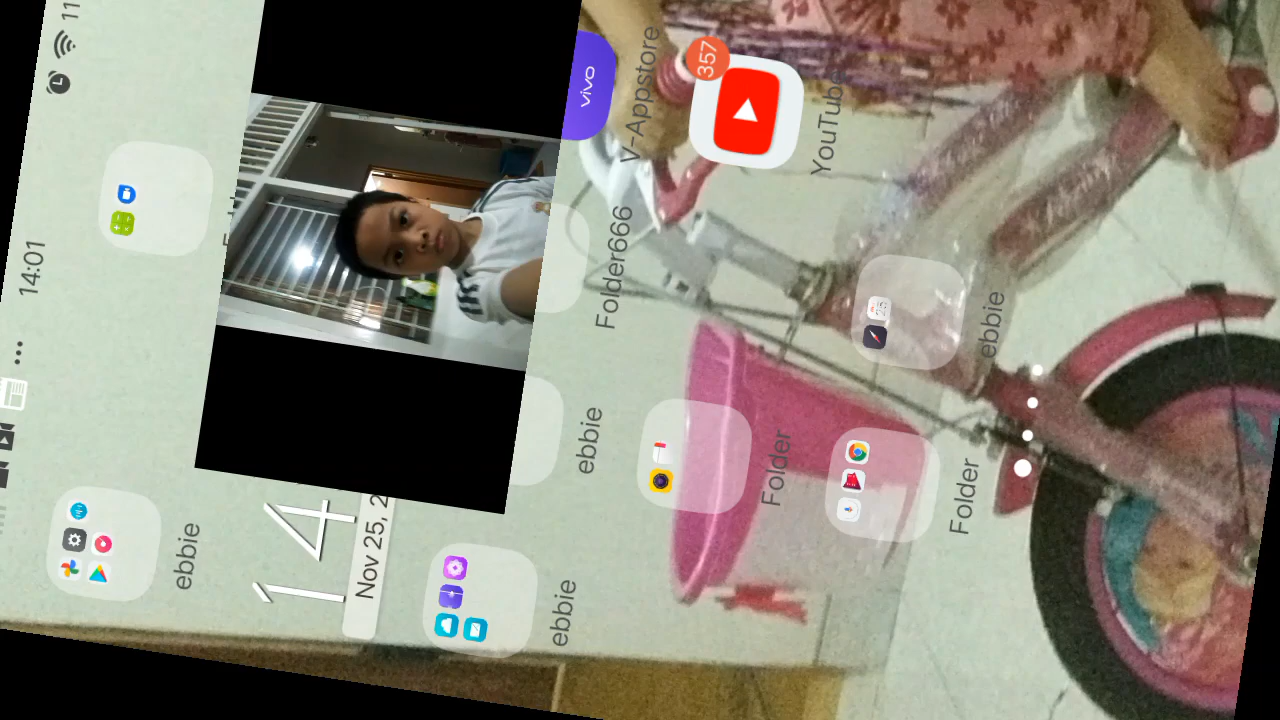 14:01 11
ebbie
14
Nov 25, 2
vivo
ebbie ebbie Folder666 V-Appstore
357
Folder YouTube
Folder ebbie